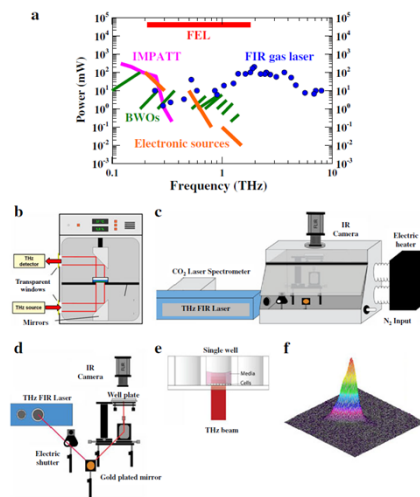 a
Power (mW)
10⁵
10⁴
10³
10²
10¹
10⁰
10⁻¹
10⁻²
10⁻³
10⁵
10⁴
10³
10²
10¹
10⁰
10⁻¹
10⁻²
10⁻³
FEL
IMPATT
FIR gas laser
BWOs
Electronic sources
0.1
1
10
Frequency (THz)
b
THz detector
Transparent windows
THz source
Mirrors
c
IR Camera
Electric heater
CO₂ Laser Spectrometer
THz FIR Laser
N₂ Input
d
IR Camera
THz FIR Laser
Well plate
Electric shutter
Gold plated mirror
e
Single well
Media
Cells
THz beam
f